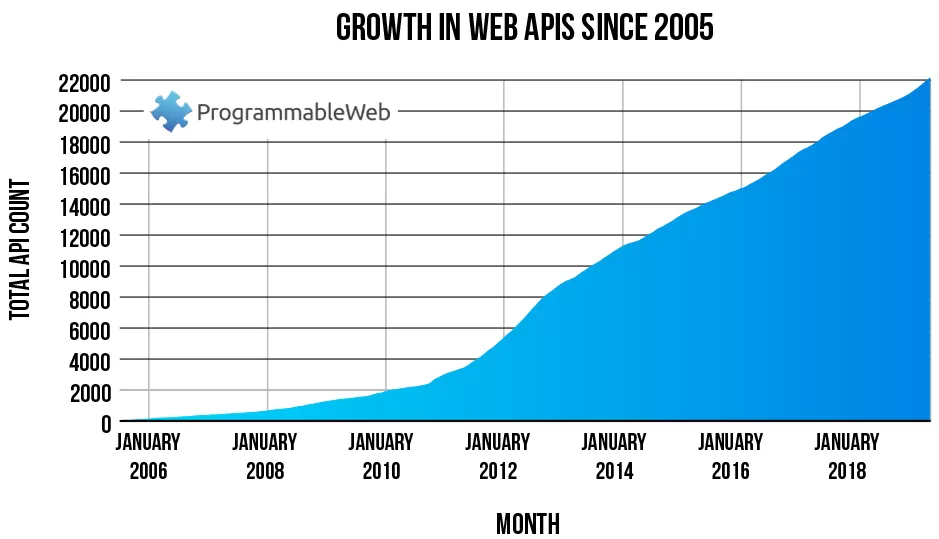 GROWTH IN WEB APIS SINCE 2005
22000
ProgrammableWeb
20000
18000
16000
14000
12000
10000
8000
6000
4000
2000
0
TOTAL API COUNT
JANUARY 2006
JANUARY 2008
JANUARY 2010
JANUARY 2012
JANUARY 2014
JANUARY 2016
JANUARY 2018
MONTH